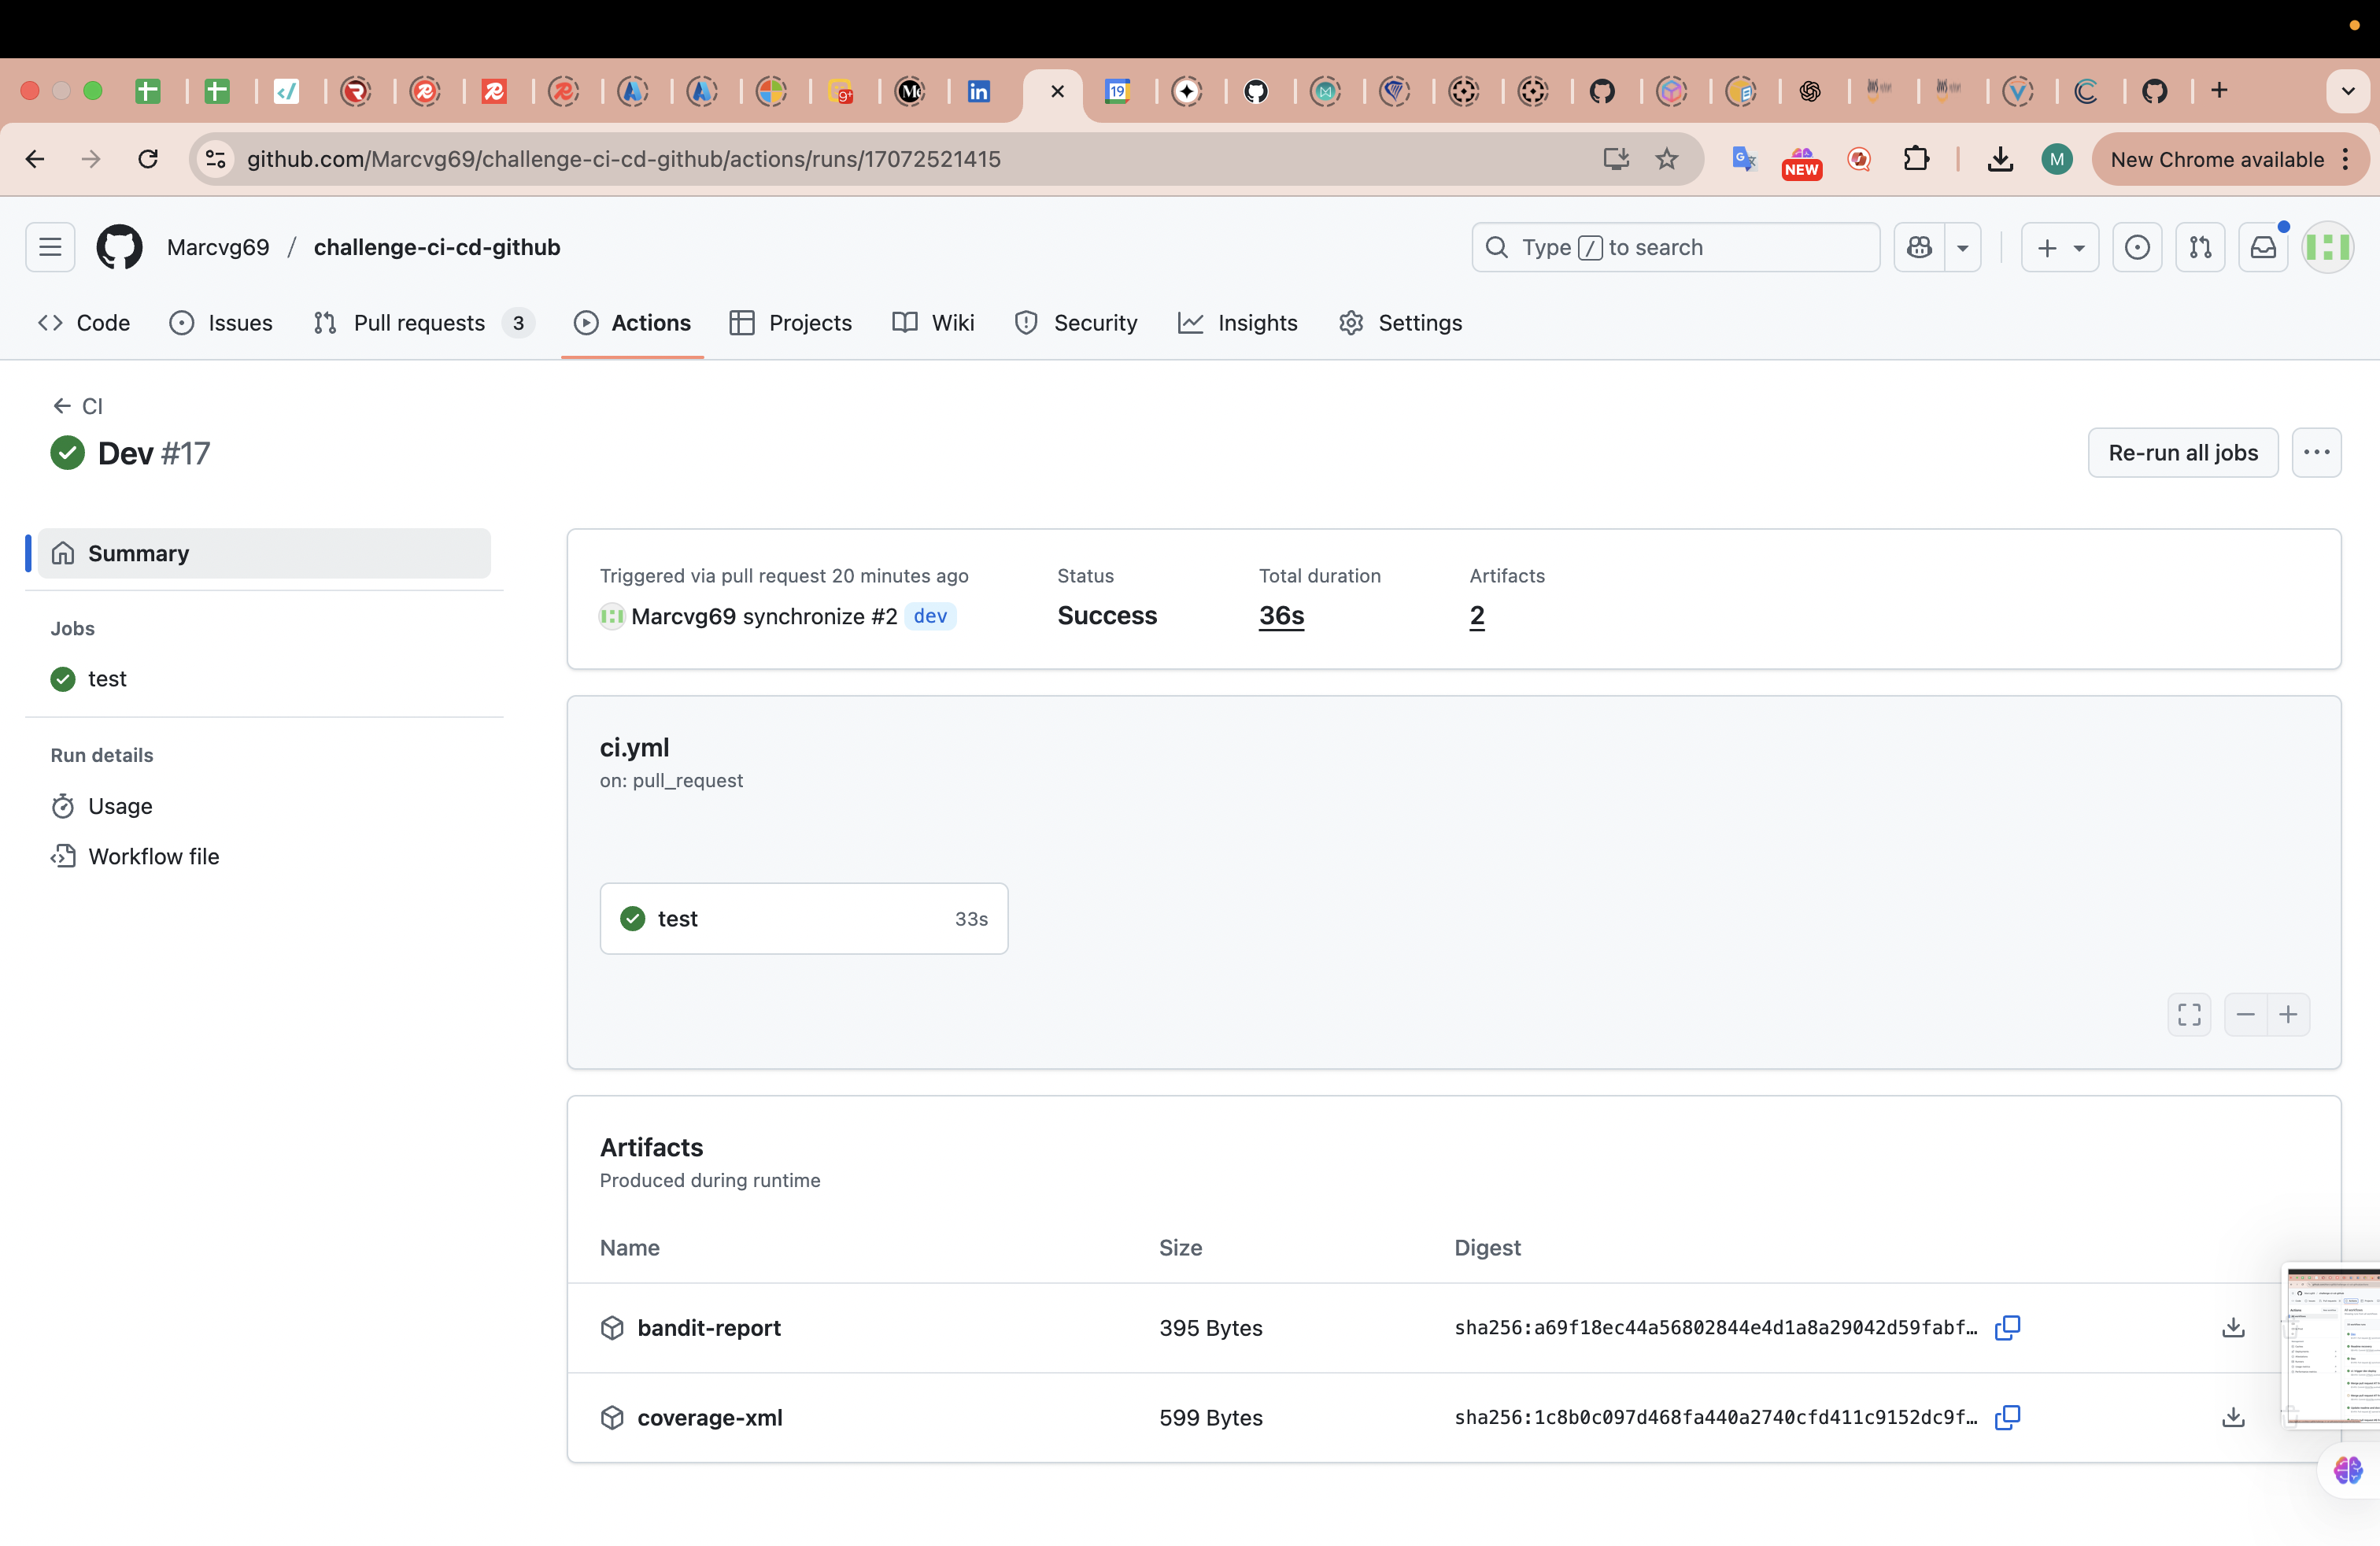 9+
Me
in
19
github.com/Marcvg69/challenge-ci-cd-github/actions/runs/17072521415
NEW
M
New Chrome available
Marcvg69 / challenge-ci-cd-github
Type / to search
Code
Issues
Pull requests 3
Actions
Projects
Wiki
Security
Insights
Settings
CI
Dev #17
Re-run all jobs
Summary
Jobs
test
Run details
Usage
Workflow file
Triggered via pull request 20 minutes ago
Marcvg69 synchronize #2 dev
Status
Success
Total duration
36s
Artifacts
2
ci.yml
on: pull_request
test 33s
Artifacts
Produced during runtime
Name Size Digest
bandit-report 395 Bytes sha256:a69f18ec44a56802844e4d1a8a29042d59fabf…
coverage-xml 599 Bytes sha256:1c8b0c097d468fa440a2740cfd411c9152dc9f…